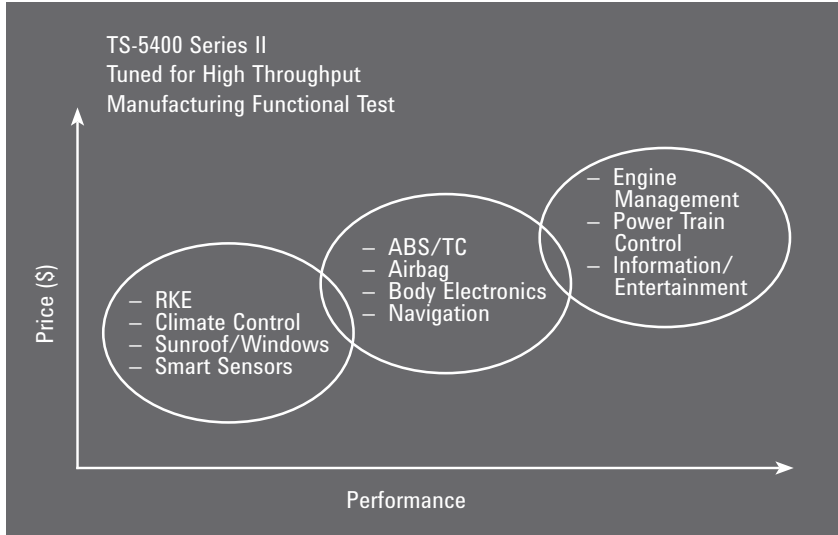 TS-5400 Series II
Tuned for High Throughput
Manufacturing Functional Test
Price ($)
– RKE
– Climate Control
– Sunroof/Windows
– Smart Sensors
– ABS/TC
– Airbag
– Body Electronics
– Navigation
– Engine
Management
– Power Train
Control
– Information/
Entertainment
Performance